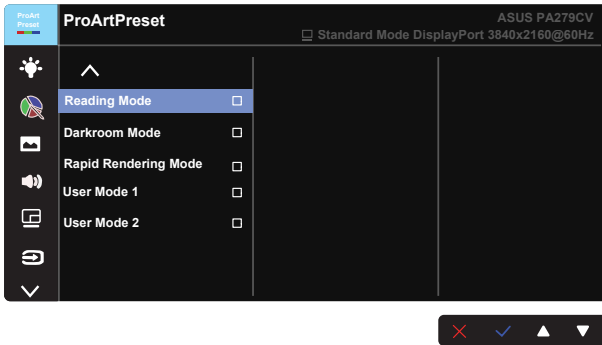 ProArt
Preset
ProArtPreset
ASUS PA279CV
Standard Mode DisplayPort 3840x2160@60Hz
Reading Mode
Darkroom Mode
Rapid Rendering Mode
User Mode 1
User Mode 2